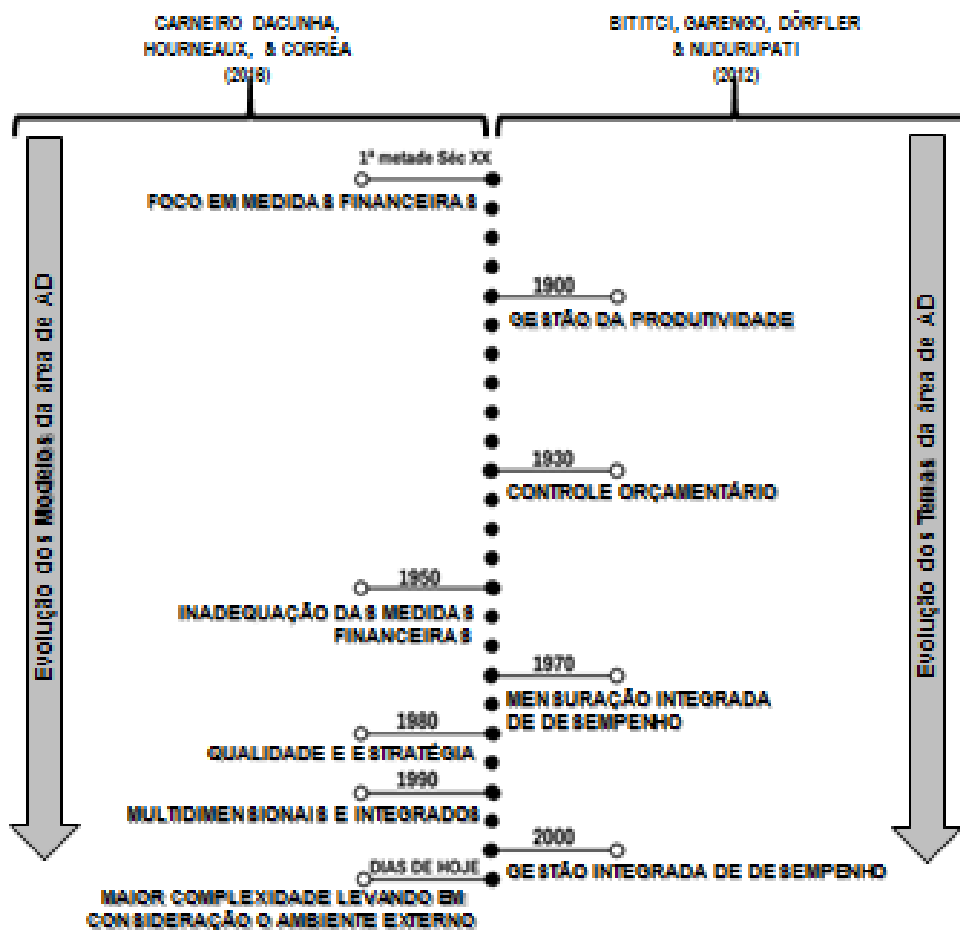 CARNEIRO DACUNHA,
HOURNEAUX, & CORRÊA
(2016)
BITITCI, GARENGO, DÖRFLER
& NUDURUPATI
(2012)
Evolução dos Modelos da área de AD
Evolução dos Temas da área de AD
1ª metade Séc XX
FOCO EM MEDIDAS FINANCEIRAS
1900
GESTÃO DA PRODUTIVIDADE
1930
CONTROLE ORÇAMENTÁRIO
1950
INADEQUAÇÃO DAS MEDIDAS
FINANCEIRAS
1970
MENSURAÇÃO INTEGRADA
DE DESEMPENHO
1980
QUALIDADE E ESTRATÉGIA
1990
MULTIDIMENSIONAIS E INTEGRADOS
2000
GESTÃO INTEGRADA DE DESEMPENHO
DIAS DE HOJE
MAIOR COMPLEXIDADE LEVANDO EM
CONSIDERAÇÃO O AMBIENTE EXTERNO